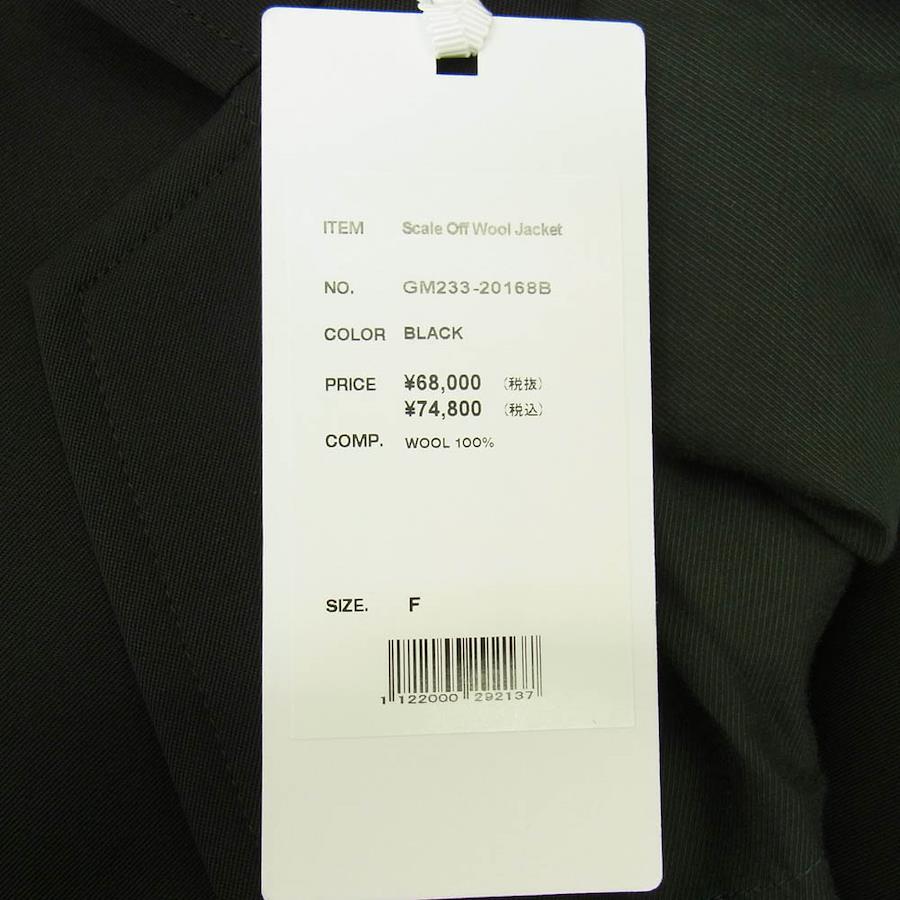 ITEM Scale Off Wool Jacket
NO. GM233-20168B
COLOR BLACK
PRICE ¥68,000 (税抜)
¥74,800 (税込)
COMP. WOOL 100%
SIZE. F
1 122000 292137